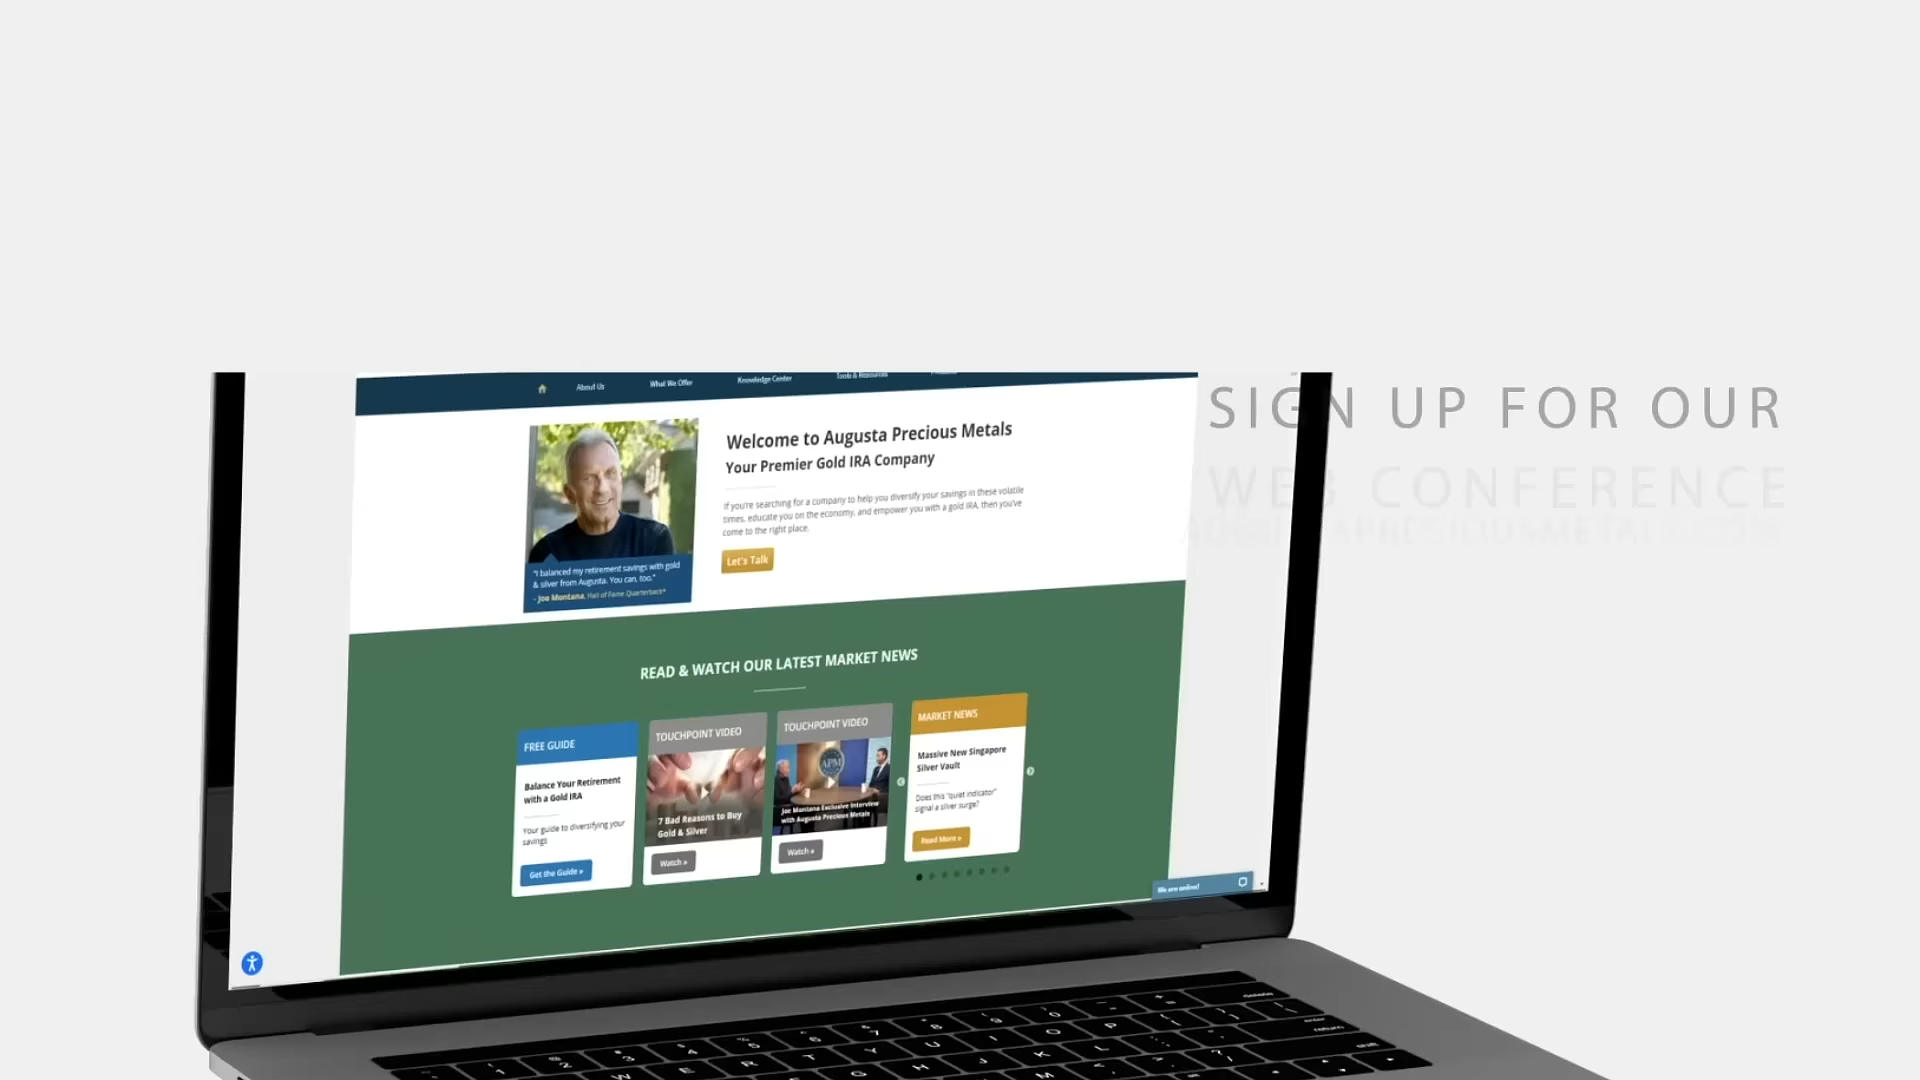 SIGN UP FOR OUR
WEB CONFERENCE
About Us
What We Offer
Knowledge Center
Tools & Resources
Welcome to Augusta Precious Metals
Your Premier Gold IRA Company
If you're searching for a company to help you diversify your savings in these volatile
times, educate you on the economy, and empower you with a gold IRA, then you've
come to the right place.
Let's Talk
"I balanced my retirement savings with gold
& silver from Augusta. You can, too."
- Joe Montana, Hall of Fame Quarterback*
READ & WATCH OUR LATEST MARKET NEWS
FREE GUIDE
Balance Your Retirement
with a Gold IRA
Your guide to diversifying your
savings
Get the Guide »
TOUCHPOINT VIDEO
7 Bad Reasons to Buy
Gold & Silver
Watch »
TOUCHPOINT VIDEO
APM
Joe Montana Exclusive Interview
with Augusta Precious Metals
Watch »
MARKET NEWS
Massive New Singapore
Silver Vault
Does this "quiet indicator"
signal a silver surge?
Read More »
We are online!
delete
return
shift